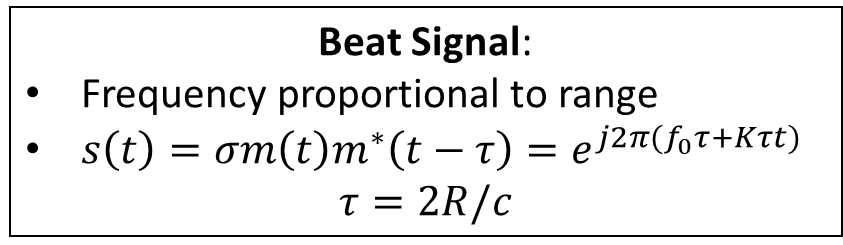 Beat Signal:
• Frequency proportional to range
• s(t) = σm(t)m*(t − τ) = e^{j2π(f₀τ+Kτt)}
τ = 2R/c